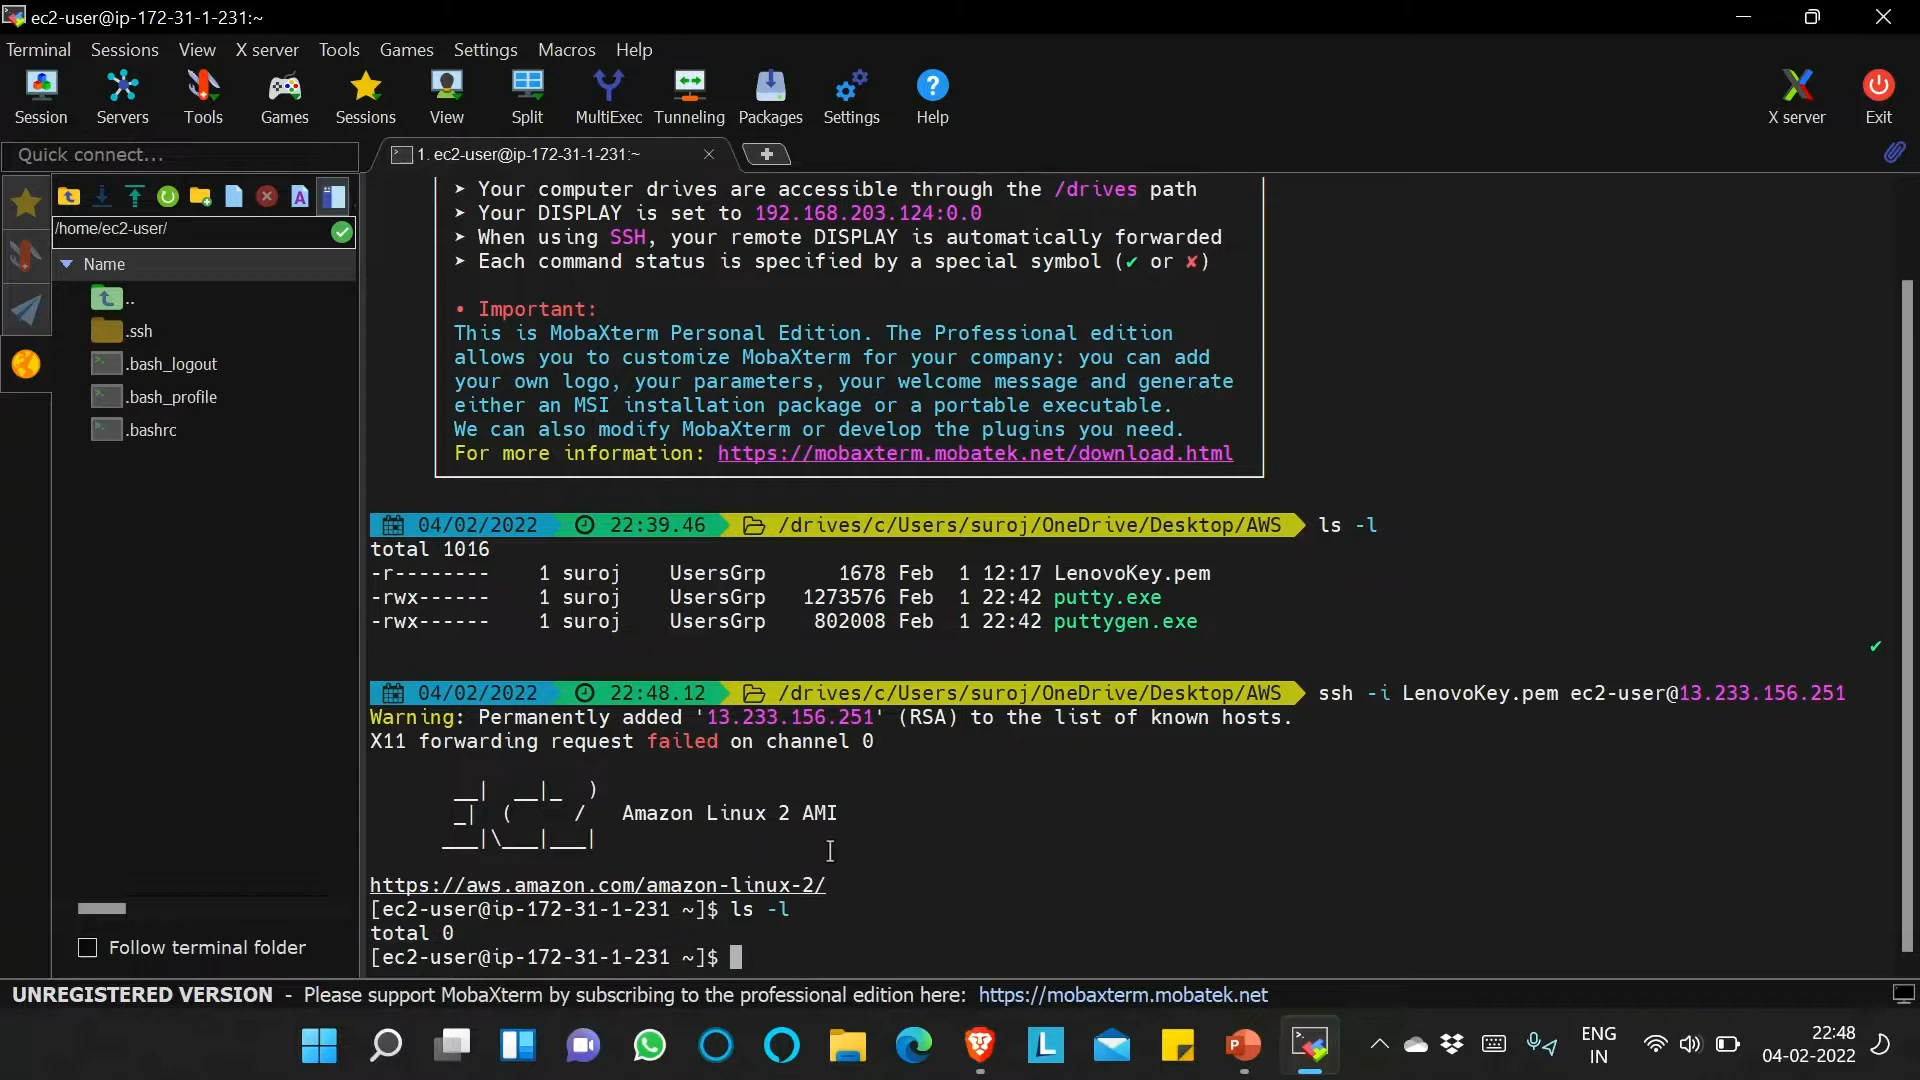 ec2-user@ip-172-31-1-231:~
Terminal Sessions View X server Tools Games Settings Macros Help
Session Servers Tools Games Sessions View Split MultiExec Tunneling Packages Settings Help X server Exit
Quick connect...
1. ec2-user@ip-172-31-1-231:~
/home/ec2-user/
Name
..
.ssh
.bash_logout
.bash_profile
.bashrc
Follow terminal folder
➤ Your computer drives are accessible through the /drives path
➤ Your DISPLAY is set to 192.168.203.124:0.0
➤ When using SSH, your remote DISPLAY is automatically forwarded
➤ Each command status is specified by a special symbol (✔ or ✘)
• Important:
This is MobaXterm Personal Edition. The Professional edition
allows you to customize MobaXterm for your company: you can add
your own logo, your parameters, your welcome message and generate
either an MSI installation package or a portable executable.
We can also modify MobaXterm or develop the plugins you need.
For more information: https://mobaxterm.mobatek.net/download.html
04/02/2022 22:39.46 /drives/c/Users/suroj/OneDrive/Desktop/AWS ls -l
total 1016
-r-------- 1 suroj UsersGrp 1678 Feb 1 12:17 LenovoKey.pem
-rwx------ 1 suroj UsersGrp 1273576 Feb 1 22:42 putty.exe
-rwx------ 1 suroj UsersGrp 802008 Feb 1 22:42 puttygen.exe
✔
04/02/2022 22:48.12 /drives/c/Users/suroj/OneDrive/Desktop/AWS ssh -i LenovoKey.pem ec2-user@13.233.156.251
Warning: Permanently added '13.233.156.251' (RSA) to the list of known hosts.
X11 forwarding request failed on channel 0
__| __|_ )
_| ( / Amazon Linux 2 AMI
___|\___|___|
https://aws.amazon.com/amazon-linux-2/
[ec2-user@ip-172-31-1-231 ~]$ ls -l
total 0
[ec2-user@ip-172-31-1-231 ~]$
UNREGISTERED VERSION - Please support MobaXterm by subscribing to the professional edition here: https://mobaxterm.mobatek.net
ENG
IN
22:48
04-02-2022